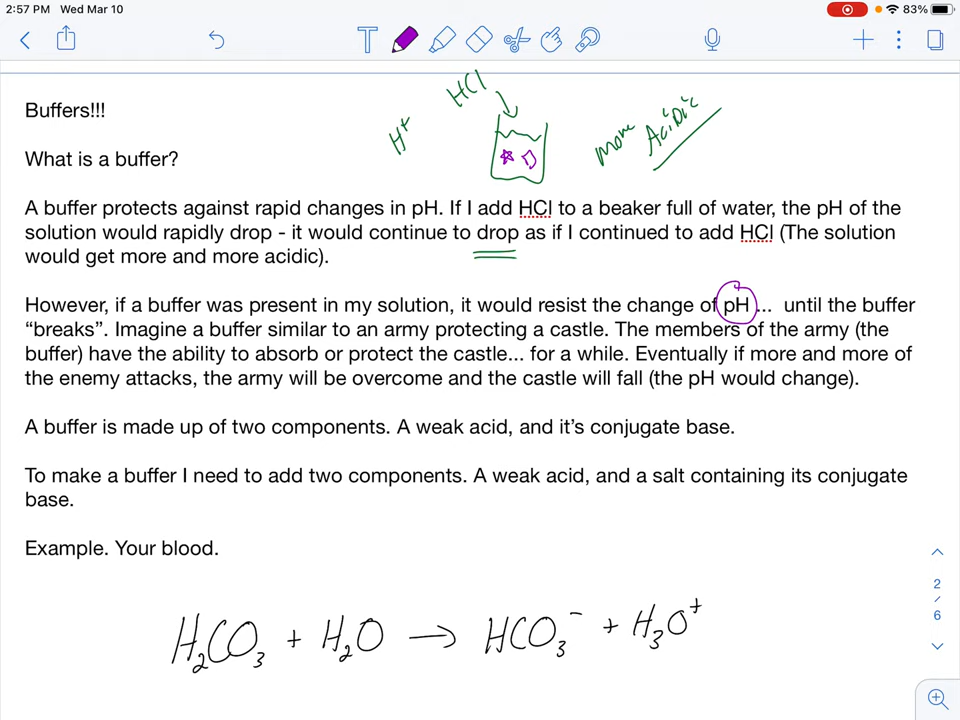 2:57 PM Wed Mar 10
83%
T
Buffers!!!
HCl
H+
more Acidic
What is a buffer?
A buffer protects against rapid changes in pH. If I add HCl to a beaker full of water, the pH of the
solution would rapidly drop - it would continue to drop as if I continued to add HCl (The solution
would get more and more acidic).
However, if a buffer was present in my solution, it would resist the change of pH ... until the buffer
“breaks”. Imagine a buffer similar to an army protecting a castle. The members of the army (the
buffer) have the ability to absorb or protect the castle... for a while. Eventually if more and more of
the enemy attacks, the army will be overcome and the castle will fall (the pH would change).
A buffer is made up of two components. A weak acid, and it’s conjugate base.
To make a buffer I need to add two components. A weak acid, and a salt containing its conjugate
base.
Example. Your blood.
2
/
6
H₂CO₃ + H₂O → HCO₃⁻ + H₃O⁺